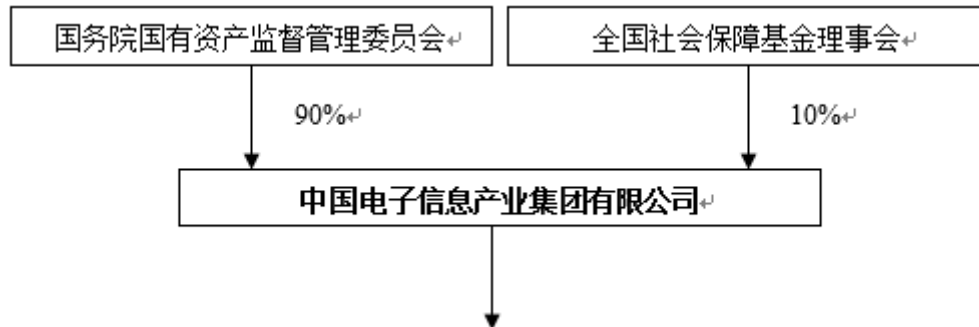 国务院国有资产监督管理委员会
全国社会保障基金理事会
90%
10%
中国电子信息产业集团有限公司